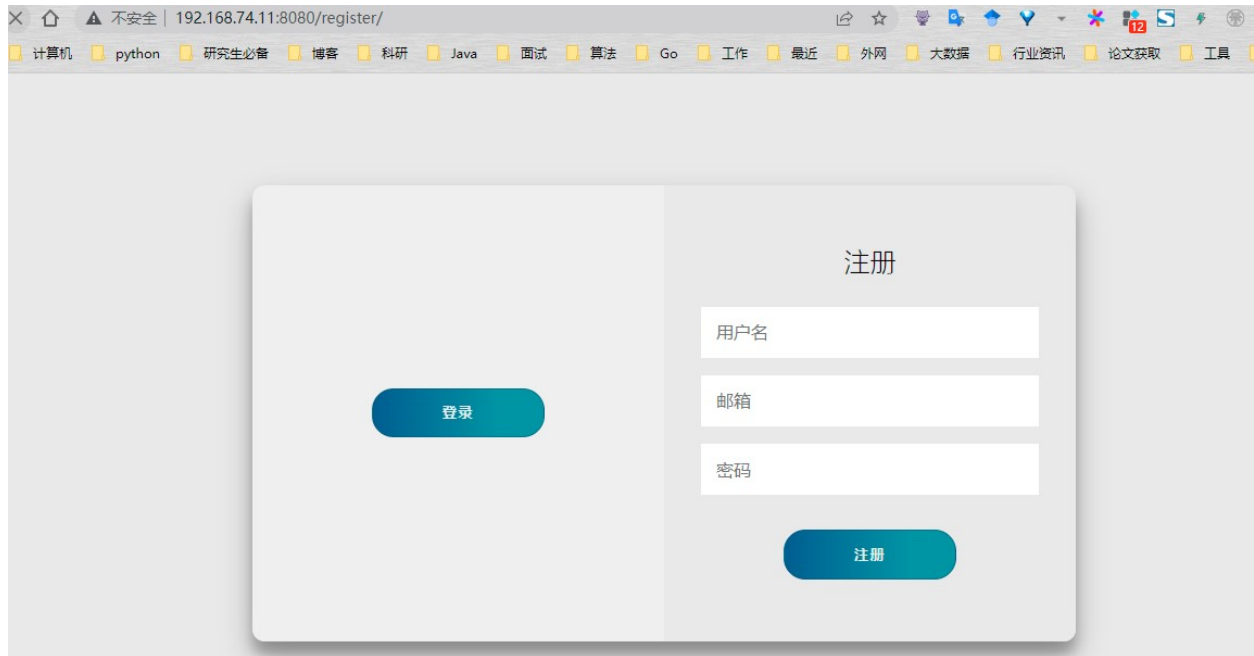 不安全 192.168.74.11:8080/register/
12
计算机 python 研究生必备 博客 科研 Java 面试 算法 Go 工作 最近 外网 大数据 行业资讯 论文获取 工具
注册
用户名
登录
邮箱
密码
注册